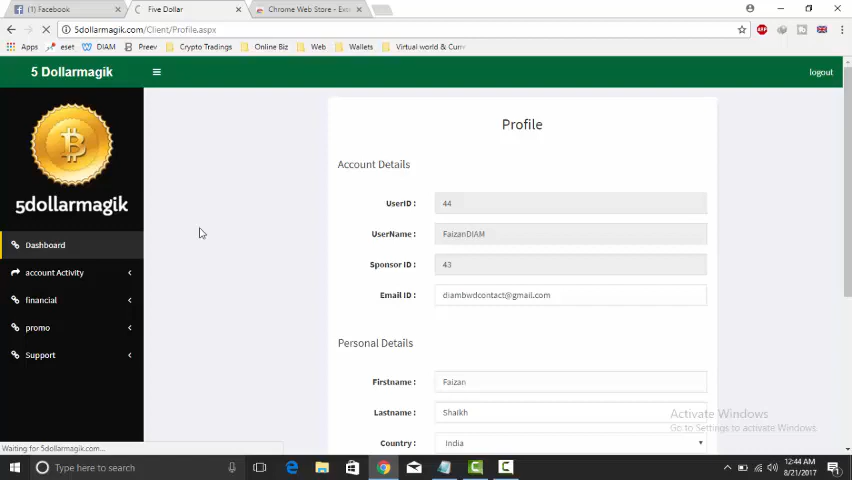 (1) Facebook
Five Dollar
Chrome Web Store - Exte
5dollarmagik.com/Client/Profile.aspx
Apps
eset
WDIAM
Preev
Crypto Tradings
Online Biz
Web
Wallets
Virtual world & Curr
5 Dollarmagik
logout
5dollarmagik
Dashboard
account Activity
financial
promo
Support
Profile
Account Details
UserID : 44
UserName : FaizanDIAM
Sponsor ID : 43
Email ID : diambwdcontact@gmail.com
Personal Details
Firstname : Faizan
Lastname : Shaikh
Country : India
Activate Windows
Go to Settings to activate Windows.
Waiting for 5dollarmagik.com...
Type here to search
12:44 AM
8/21/2017